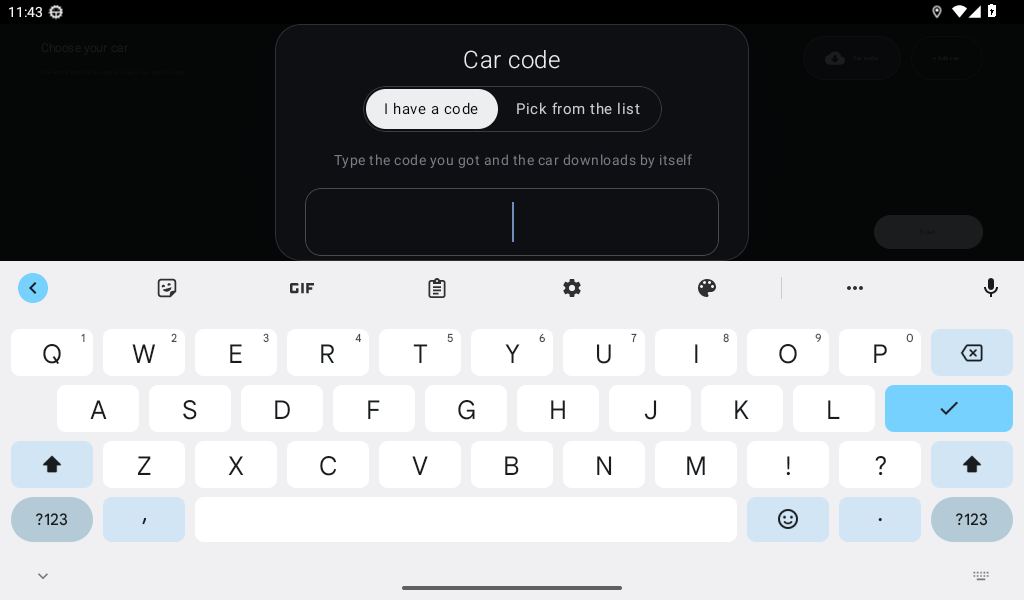 11:43
Choose your car
Car code
I have a code Pick from the list
Type the code you got and the car downloads by itself
GIF
Q 1 W 2 E 3 R 4 T 5 Y 6 U 7 I 8 O 9 P 0
A S D F G H J K L
Z X C V B N M ! ?
?123 , . ?123